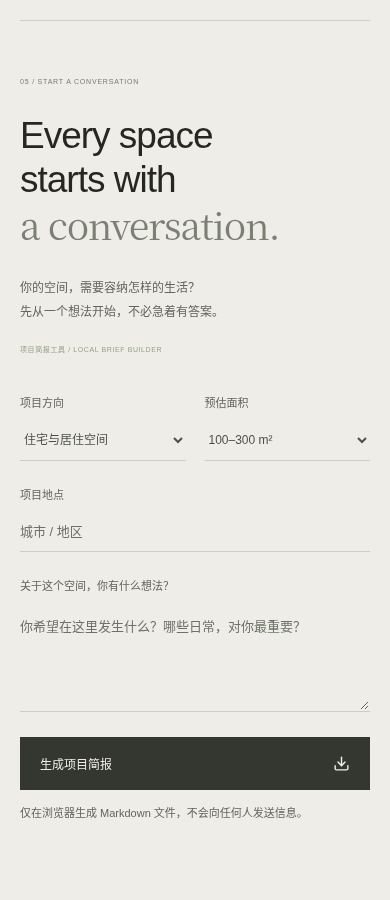 05 / START A CONVERSATION
Every space
starts with
a conversation.
你的空间，需要容纳怎样的生活？
先从一个想法开始，不必急着有答案。
项目简报工具 / LOCAL BRIEF BUILDER
项目方向
预估面积
住宅与居住空间
100–300 m²
项目地点
城市 / 地区
关于这个空间，你有什么想法？
你希望在这里发生什么？哪些日常，对你最重要？
生成项目简报
仅在浏览器生成 Markdown 文件，不会向任何人发送信息。